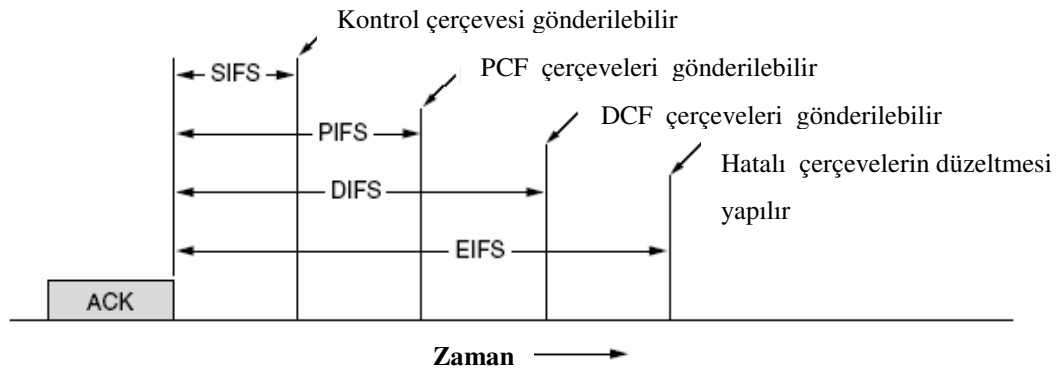 Kontrol çerçevesi gönderilebilir
SIFS
PCF çerçeveleri gönderilebilir
PIFS
DCF çerçeveleri gönderilebilir
DIFS
Hatalı çerçevelerin düzeltmesi
yapılır
EIFS
ACK
Zaman